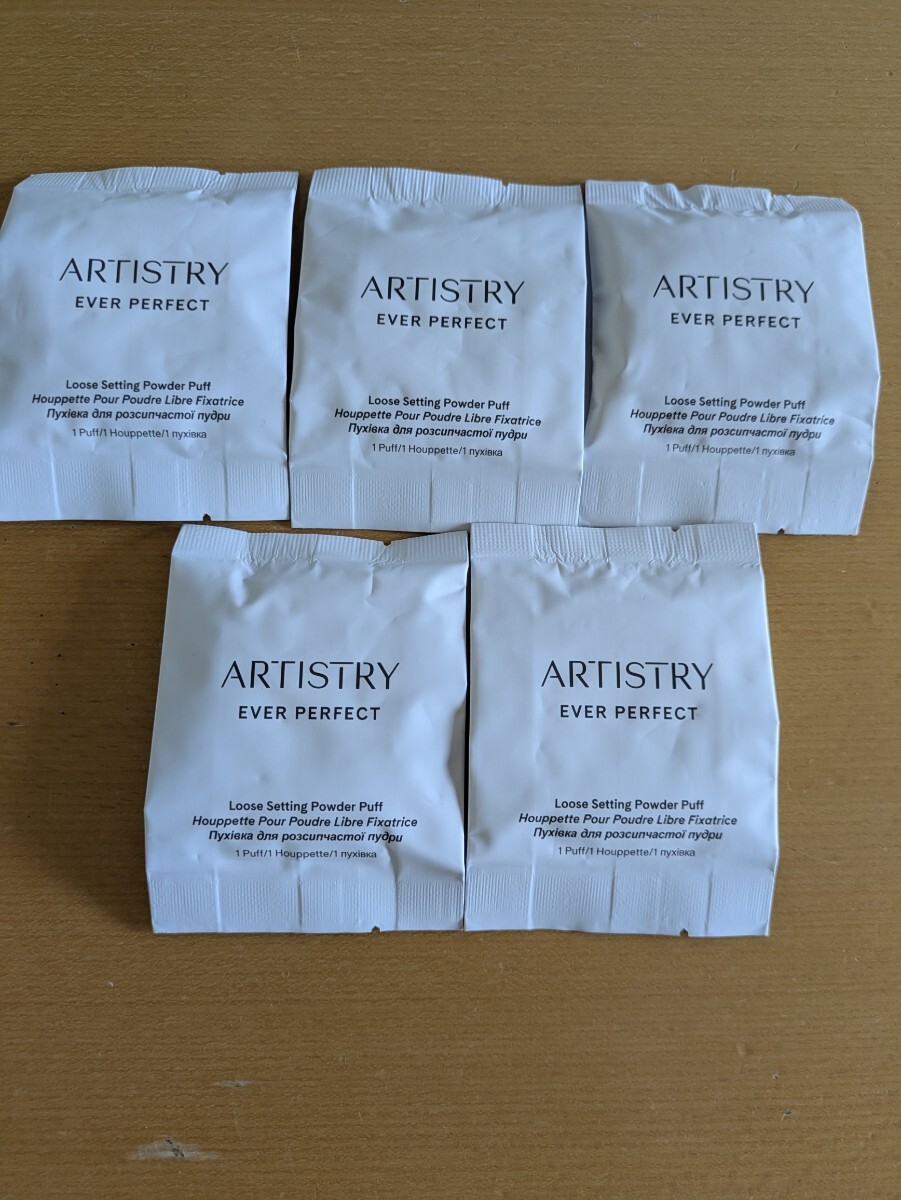 ARTISTRY
EVER PERFECT
Loose Setting Powder Puff
Houppette Pour Poudre Libre Fixatrice
Пухівка для розсипчастої пудри
1 Puff/1 Houppette/1 пухівка
ARTISTRY
EVER PERFECT
Loose Setting Powder Puff
Houppette Pour Poudre Libre Fixatrice
Пухівка для розсипчастої пудри
1 Puff/1 Houppette/1 пухівка
ARTISTRY
EVER PERFECT
Loose Setting Powder Puff
Houppette Pour Poudre Libre Fixatrice
Пухівка для розсипчастої пудри
1 Puff/1 Houppette/1 пухівка
ARTISTRY
EVER PERFECT
Loose Setting Powder Puff
Houppette Pour Poudre Libre Fixatrice
Пухівка для розсипчастої пудри
1 Puff/1 Houppette/1 пухівка
ARTISTRY
EVER PERFECT
Loose Setting Powder Puff
Houppette Pour Poudre Libre Fixatrice
Пухівка для розсипчастої пудри
1 Puff/1 Houppette/1 пухівка